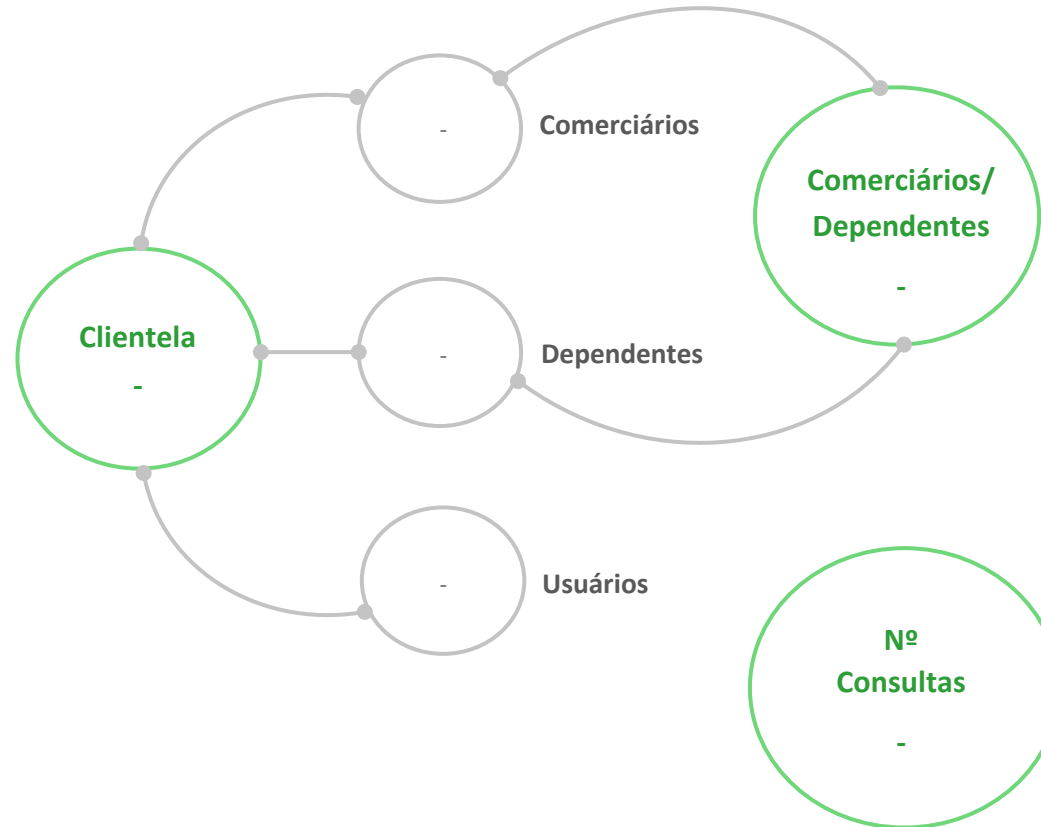 -
Comerciários
Comerciários/
Dependentes
-
Clientela
-
-
Dependentes
-
Usuários
Nº
Consultas
-